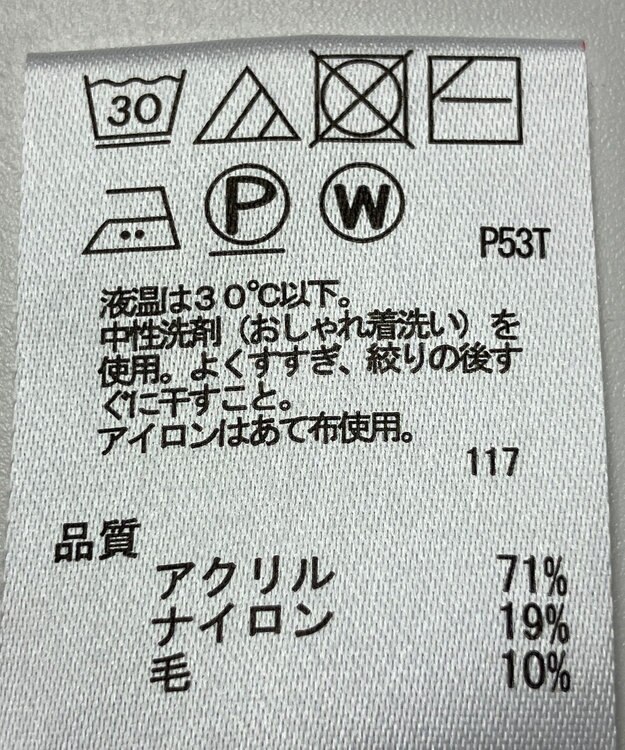 30
P W
P53T
液温は30℃以下。
中性洗剤（おしゃれ着洗い）を
使用。よくすすぎ、絞りの後す
ぐに干すこと。
アイロンはあて布使用。
117
品質
アクリル 71%
ナイロン 19%
毛 10%